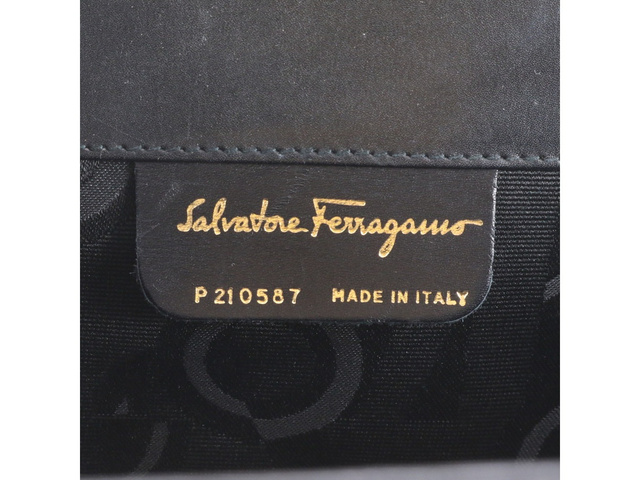 Salvatore Ferragamo
P210587 MADE IN ITALY